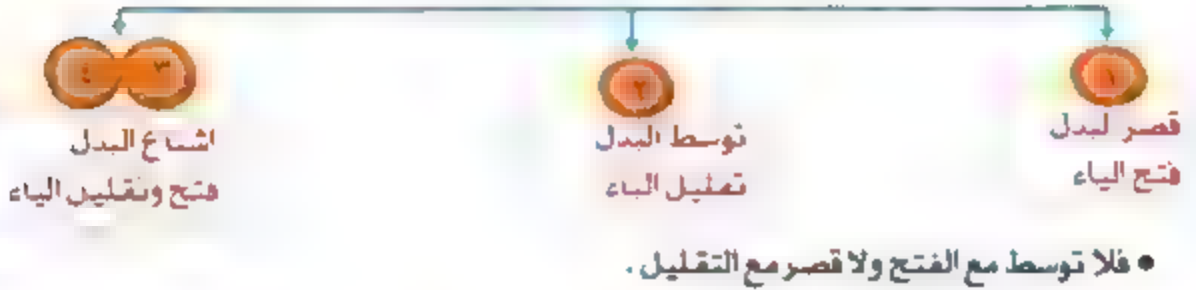 ١
قصر لبدل
فتح الياء
٢
توسط البدل
تقليل الياء
٣ ٤
اشباع البدل
فتح وتقليل الياء
● فلا توسط مع الفتح ولا قصر مع التقليل .